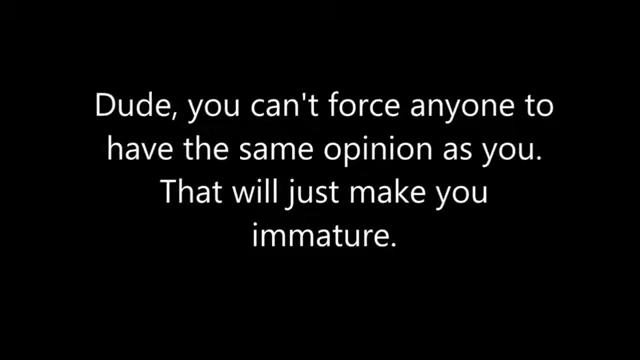 Dude, you can't force anyone to
have the same opinion as you.
That will just make you
immature.